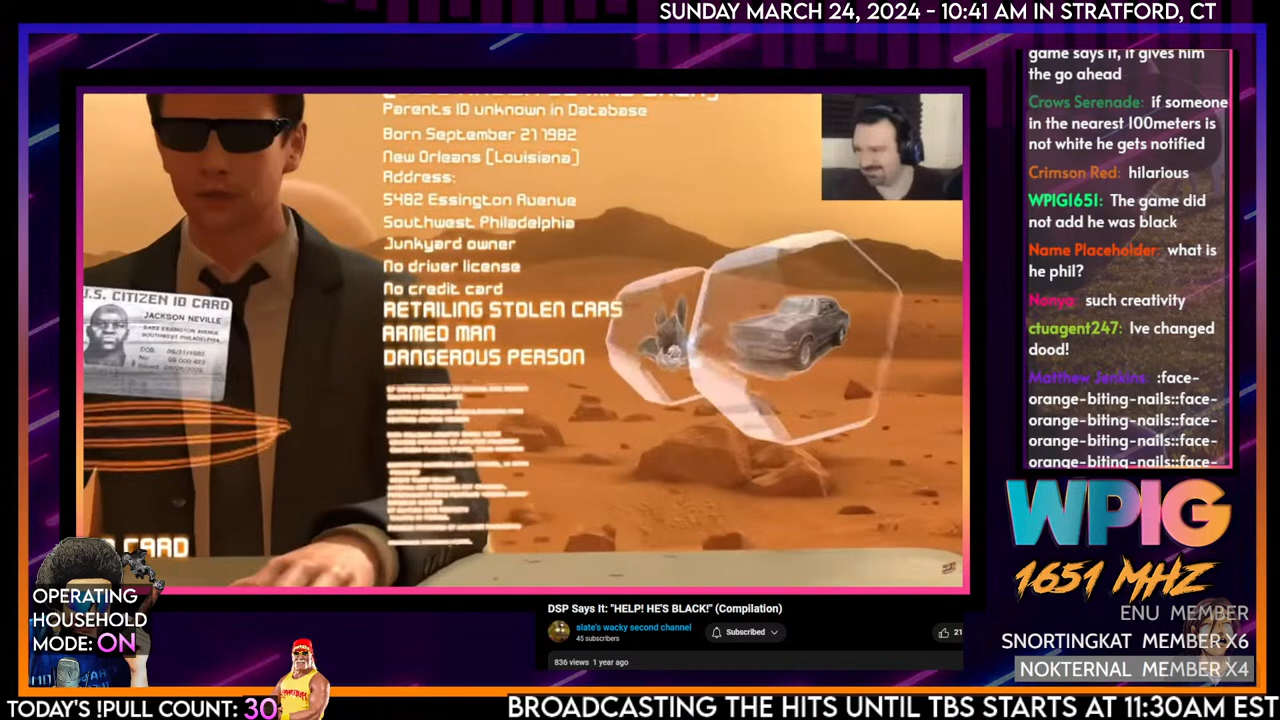 SUNDAY MARCH 24, 2024 - 10:41 AM IN STRATFORD, CT
Parents ID unknown in Database
Born September 21 1982
New Orleans (Louisiana)
Address:
5482 Essington Avenue
Southwest Philadelphia
Junkyard owner
No driver license
No credit card
RETAILING STOLEN CARS
ARMED MAN
DANGEROUS PERSON
U.S. CITIZEN ID CARD
JACKSON NEVILLE
5482 ESSINGTON AVENUE
SOUTHWEST PHILADELPHIA
CARD
game says it, it gives him
the go ahead
Crows Serenade: if someone
in the nearest 100meters is
not white he gets notified
Crimson Red: hilarious
WPIG1651: The game did
not add he was black
Name Placeholder: what is
he phil?
Nonyg: such creativity
ctuagent247: Ive changed
dood!
Matthew Jenkins: :face-
orange-biting-nails::face-
orange-biting-nails::face-
orange-biting-nails::face-
orange-biting-nails::face-
WPIG
1651 MHZ
ENU MEMBER
SNORTINGKAT MEMBER X6
NOKTERNAL MEMBER X4
OPERATING
HOUSEHOLD
MODE: ON
DSP Says It: "HELP! HE'S BLACK!" (Compilation)
slate's wacky second channel
45 subscribers
Subscribed
21
836 views 1 year ago
TODAY'S !PULL COUNT: 30
BROADCASTING THE HITS UNTIL TBS STARTS AT 11:30AM EST